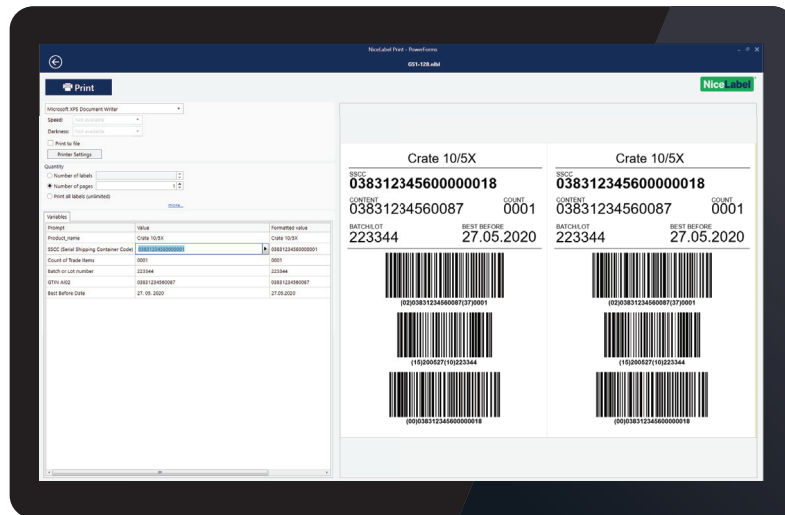 NiceLabel Print - PowerForms
GS1-128.nlbl
Print
NiceLabel
Microsoft XPS Document Writer
Speed: Not available
Darkness: Not available
Print to file
Printer Settings
Quantity
Number of labels
Number of pages 1
Print all labels (unlimited)
more...
Variables
Prompt Value Formatted value
Product_name Crate 10/5X Crate 10/5X
SSCC (Serial Shipping Container Code)
Count of Trade Items 0001 0001
Batch or Lot number 223344 223344
GTIN AI02 03831234560087 03831234560087
Best Before Date 27. 05. 2020 27.05.2020
Crate 10/5X
SSCC
038312345600000018
CONTENT COUNT
03831234560087 0001
BATCH/LOT BEST BEFORE
223344 27.05.2020
(02)03831234560087(37)0001
(15)200527(10)223344
(00)038312345600000018
Crate 10/5X
SSCC
038312345600000018
CONTENT COUNT
03831234560087 0001
BATCH/LOT BEST BEFORE
223344 27.05.2020
(02)03831234560087(37)0001
(15)200527(10)223344
(00)038312345600000018